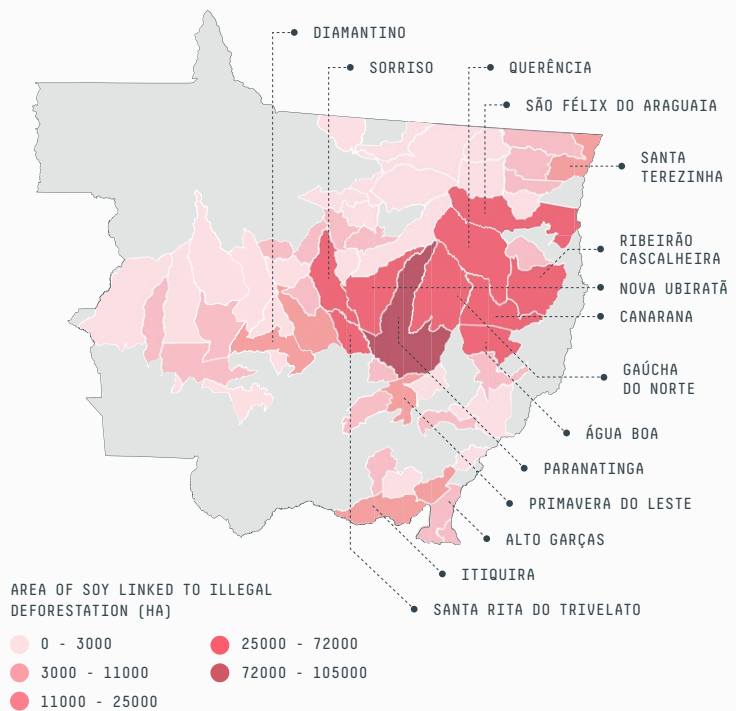 DIAMANTINO
SORRISO
QUERÊNCIA
SÃO FÉLIX DO ARAGUAIA
SANTA
TEREZINHA
RIBEIRÃO
CASCALHEIRA
NOVA UBIRATÃ
CANARANA
GAÚCHA
DO NORTE
ÁGUA BOA
PARANATINGA
PRIMAVERA DO LESTE
ALTO GARÇAS
ITIQUIRA
SANTA RITA DO TRIVELATO
AREA OF SOY LINKED TO ILLEGAL
DEFORESTATION (HA)
0 - 3000
3000 - 11000
11000 - 25000
25000 - 72000
72000 - 105000